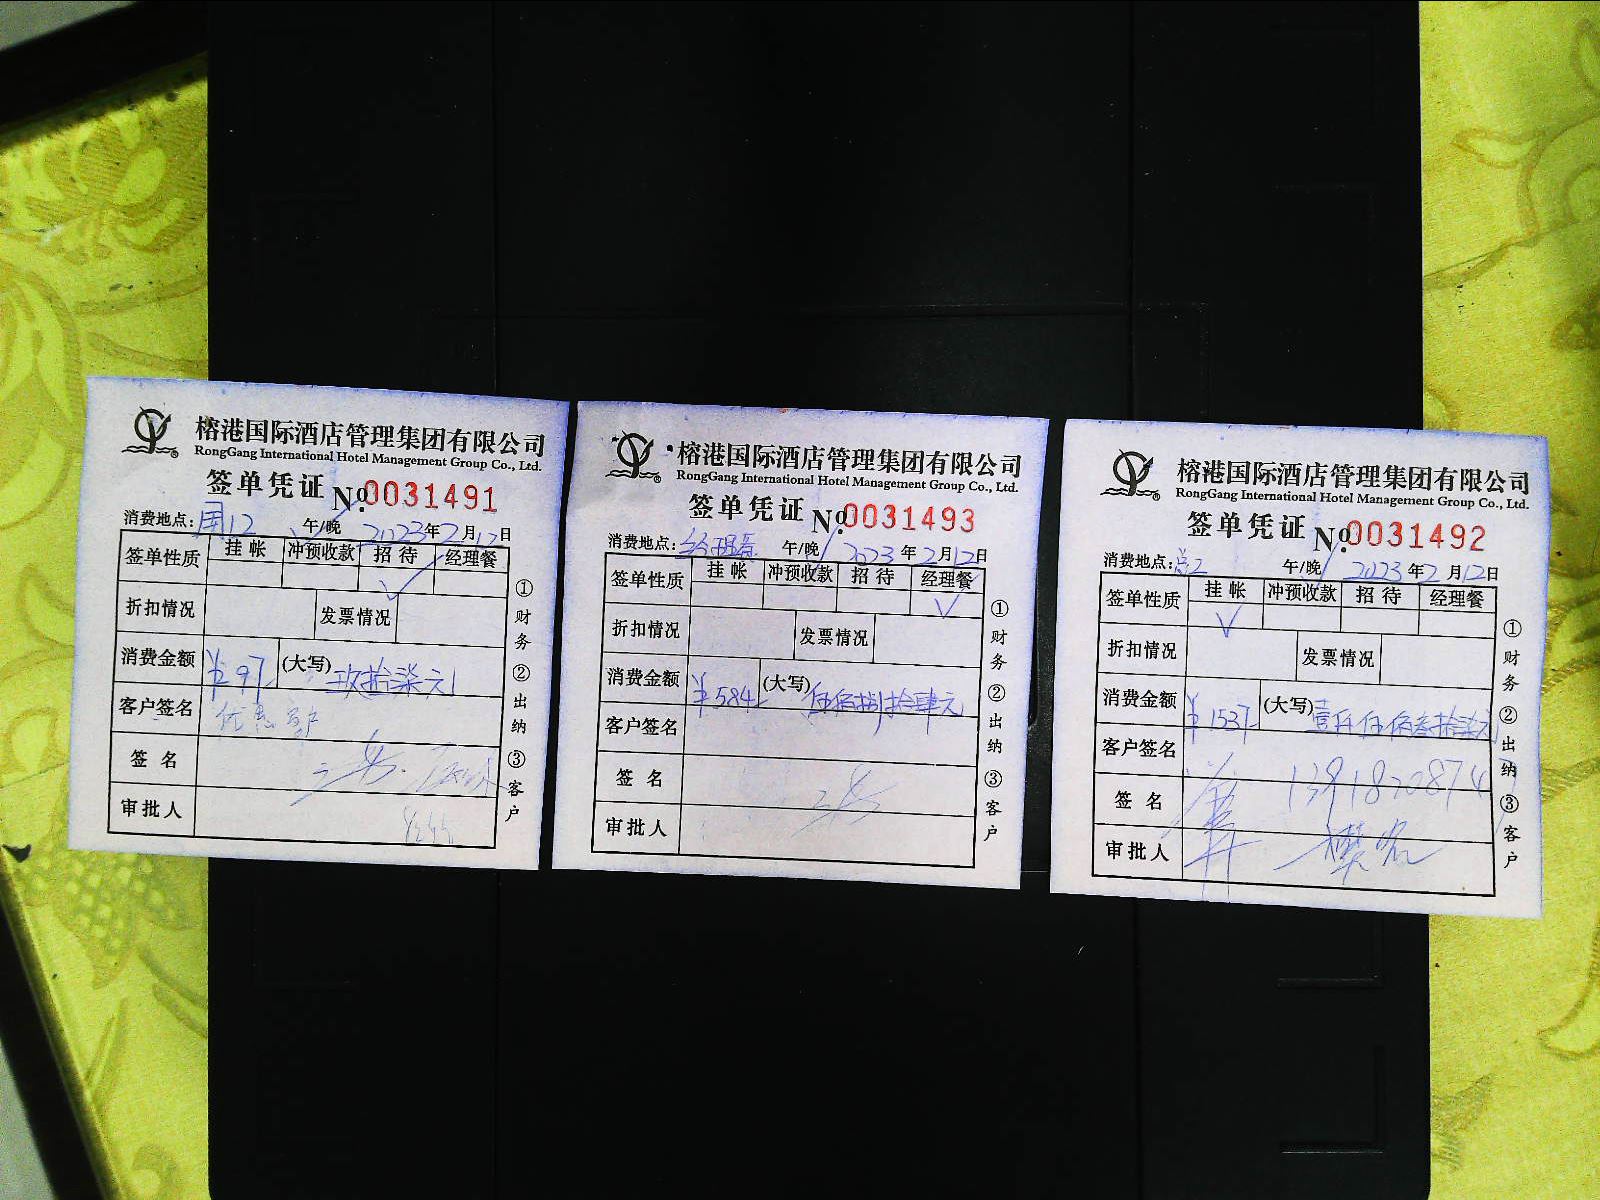 榕港国际酒店管理集团有限公司
RongGang International Hotel Management Group Co., Ltd.
签单凭证 No. 0031491
消费地点: 国12 午/晚 2023年2月12日
签单性质 挂帐 冲预收款 招待 经理餐
√
折扣情况 发票情况
消费金额 ¥97 (大写) 玖拾柒元
客户签名
签名
审批人
①财务 ②出纳 ③客户
榕港国际酒店管理集团有限公司
RongGang International Hotel Management Group Co., Ltd.
签单凭证 No. 0031493
消费地点: 经理餐 午/晚 2023年2月12日
签单性质 挂帐 冲预收款 招待 经理餐
√
折扣情况 发票情况
消费金额 ¥584 (大写) 伍佰捌拾肆元
客户签名
签名
审批人
①财务 ②出纳 ③客户
榕港国际酒店管理集团有限公司
RongGang International Hotel Management Group Co., Ltd.
签单凭证 No. 0031492
消费地点: 午/晚 2023年2月12日
签单性质 挂帐 冲预收款 招待 经理餐
√
折扣情况 发票情况
消费金额 ¥1537 (大写) 壹仟伍佰叁拾柒元
客户签名
签名
审批人
①财务 ②出纳 ③客户